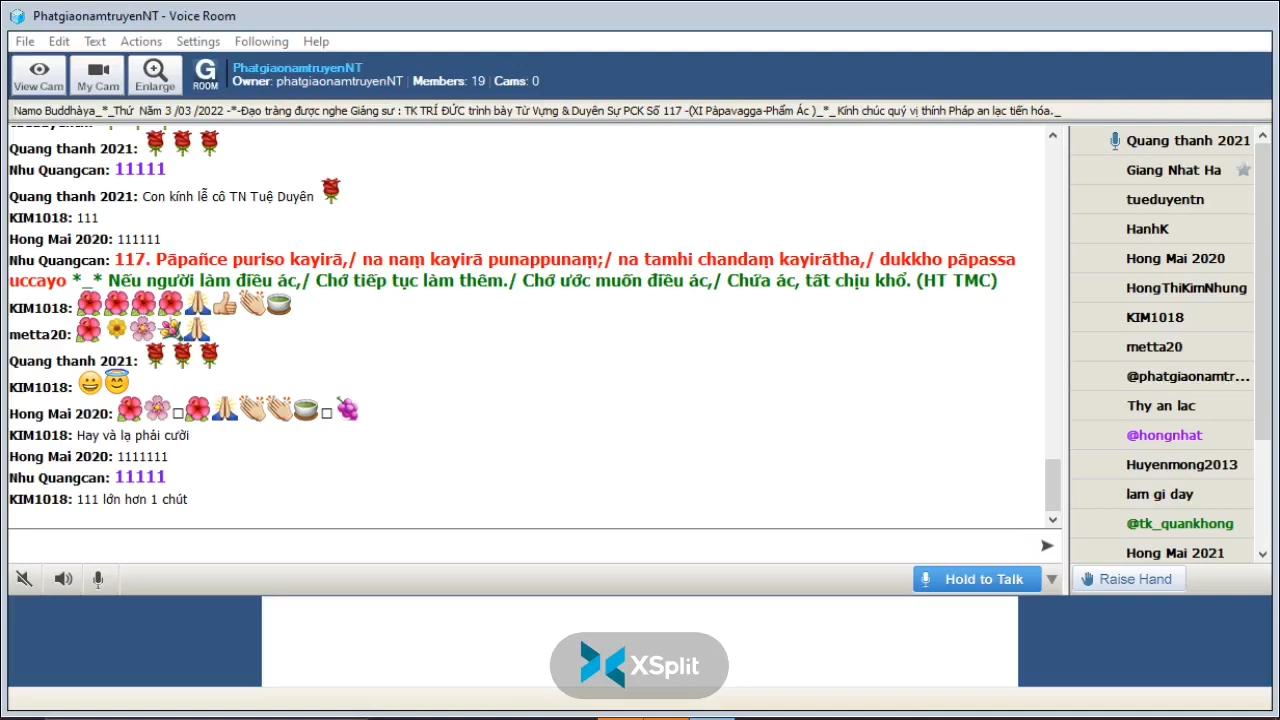 PhatgiaonamtruyenNT - Voice Room
File Edit Text Actions Settings Following Help
View Cam My Cam Enlarge G ROOM
PhatgiaonamtruyenNT
Owner: phatgiaonamtruyenNT | Members: 19 | Cams: 0
Namo Buddhàya_*_Thứ Năm 3 /03 /2022 -*-Đạo tràng được nghe Giảng sư : TK TRÍ ĐỨC trình bày Từ Vựng & Duyên Sự PCK Số 117 -(XI Pàpavagga-Phẩm Ác )_*_Kính chúc quý vị thính Pháp an lạc tiến hóa._
Quang thanh 2021:
Nhu Quangcan: 11111
Quang thanh 2021: Con kính lễ cô TN Tuệ Duyên
KIM1018: 111
Hong Mai 2020: 111111
Nhu Quangcan: 117. Pāpañce puriso kayirā,/ na naṃ kayirā punappunaṃ;/ na tamhi chandaṃ kayirātha,/ dukkho pāpassa
uccayo *_* Nếu người làm điều ác,/ Chớ tiếp tục làm thêm./ Chớ ước muốn điều ác,/ Chứa ác, tất chịu khổ. (HT TMC)
KIM1018:
metta20:
Quang thanh 2021:
KIM1018:
Hong Mai 2020:
KIM1018: Hay và lạ phải cười
Hong Mai 2020: 1111111
Nhu Quangcan: 11111
KIM1018: 111 lớn hơn 1 chút
Hold to Talk
Quang thanh 2021
Giang Nhat Ha
tueduyentn
HanhK
Hong Mai 2020
HongThiKimNhung
KIM1018
metta20
@phatgiaonamtr...
Thy an lac
@hongnhat
Huyenmong2013
lam gi day
@tk_quankhong
Hong Mai 2021
Raise Hand
XSplit